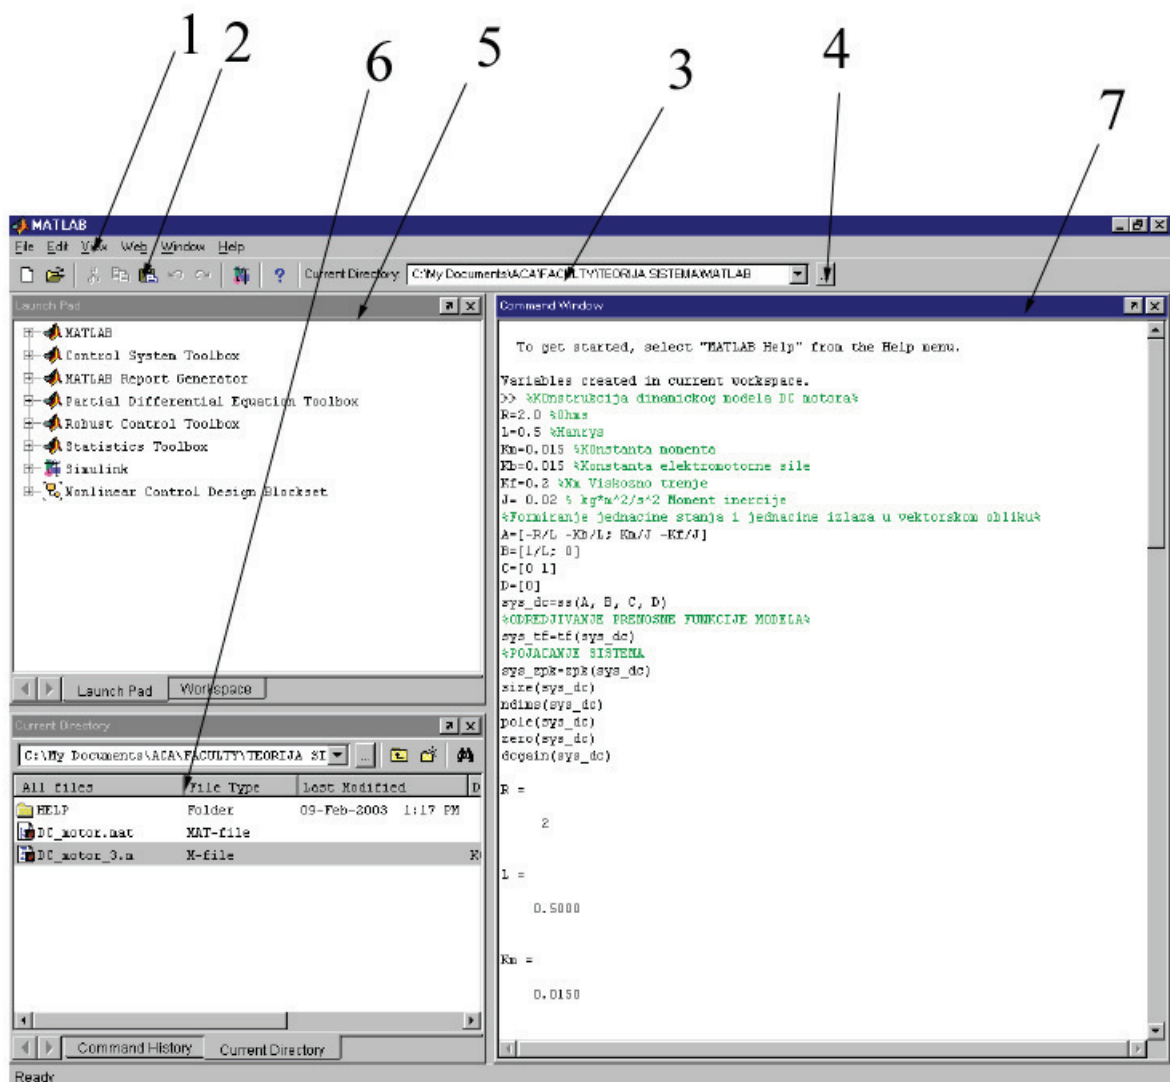 1 2 6 5 3 4 7
MATLAB
File Edit View Web Window Help
Current Directory: C:\My Documents\ACA\FACULTY\TEORIJA SISTEMA\MATLAB
Launch Pad
MATLAB
Control System Toolbox
MATLAB Report Generator
Partial Differential Equation Toolbox
Robust Control Toolbox
Statistics Toolbox
Simulink
Nonlinear Control Design Blockset
Launch Pad Workspace
Current Directory
C:\My Documents\ACA\FACULTY\TEORIJA SI ...
All files File Type Last Modified D
HELP Folder 09-Feb-2003 1:17 PM
DC_motor.mat MAT-file
DC_motor_3.m M-file
Command History Current Directory
Command Window
To get started, select "MATLAB Help" from the Help menu.
Variables created in current workspace.
>> %KOnstrukcija dinamickog modela DC motora%
R=2.0 %Ohms
L=0.5 %Henrys
Km=0.015 %KOnstanta momenta
Kb=0.015 %Konstanta elektromotorne sile
Kf=0.2 %Nm Viskozno trenje
J= 0.02 % kg*m^2/s^2 Moment inercije
%Formiranje jednacine stanja i jednacine izlaza u vektorskom obliku%
A=[-R/L -Kb/L; Km/J -Kf/J]
B=[1/L; 0]
C=[0 1]
D=[0]
sys_dc=ss(A, B, C, D)
%ODREDJIVANJE PRENOSNE FUNKCIJE MODELA%
sys_tf=tf(sys_dc)
%POJACANJE SISTEMA
sys_zpk=zpk(sys_dc)
size(sys_dc)
ndims(sys_dc)
pole(sys_dc)
zero(sys_dc)
dcgain(sys_dc)
R =
2
L =
0.5000
Km =
0.0150
Ready